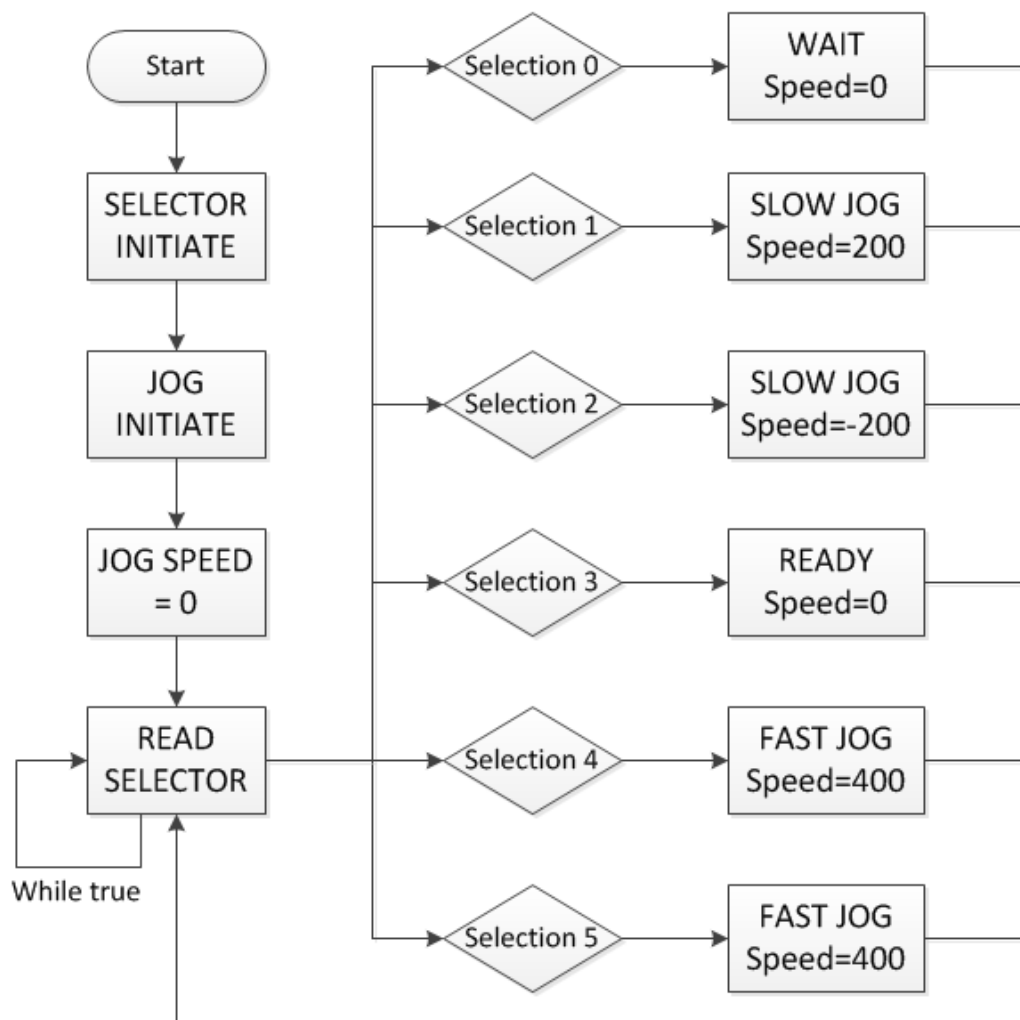 Start
SELECTOR
INITIATE
JOG
INITIATE
JOG SPEED
= 0
READ
SELECTOR
While true
Selection 0
WAIT
Speed=0
Selection 1
SLOW JOG
Speed=200
Selection 2
SLOW JOG
Speed=-200
Selection 3
READY
Speed=0
Selection 4
FAST JOG
Speed=400
Selection 5
FAST JOG
Speed=400